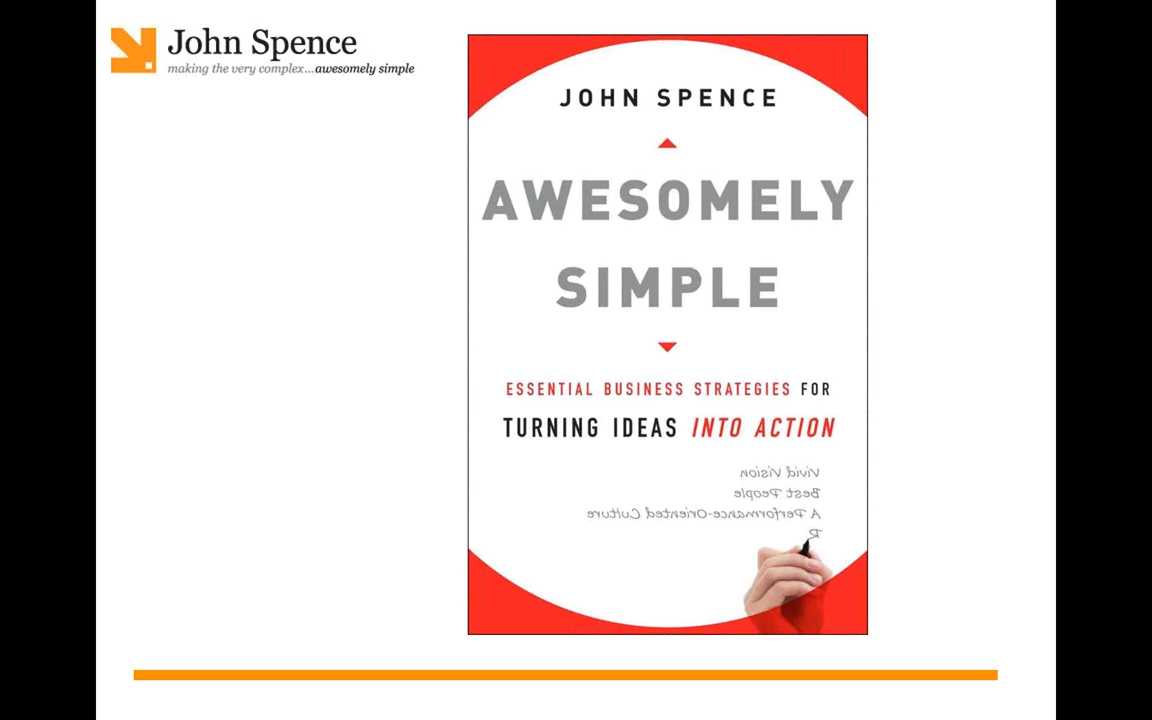 John Spence
making the very complex...awesomely simple
JOHN SPENCE
AWESOMELY
SIMPLE
ESSENTIAL BUSINESS STRATEGIES FOR
TURNING IDEAS INTO ACTION
Vivid Vision
Best People
A Performance-Oriented Culture
R